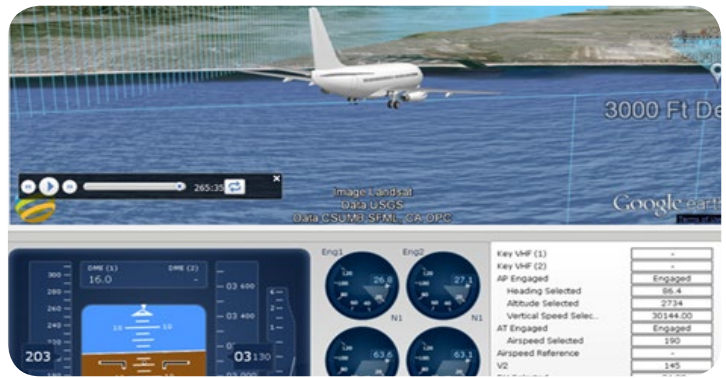 3000 Ft De
265:35
Image Landsat
Data USGS
Data CSUMB SFML, CA OPC
Google earth
Eng1
Eng2
Key VHF (1) -
Key VHF (2) -
AP Engaged Engaged
Heading Selected 86.4
Altitude Selected 2734
Vertical Speed Selec... 30144.00
AT Engaged Engaged
Airspeed Selected 190
Airspeed Reference -
V2 145
DME (1)
16.0
DME (2)
-
300
280
260
240
203
03 600
03 400
03 130
6
4
2
1
10 10
10 10
26.8
27.1
N1
N1
63.6
63.1